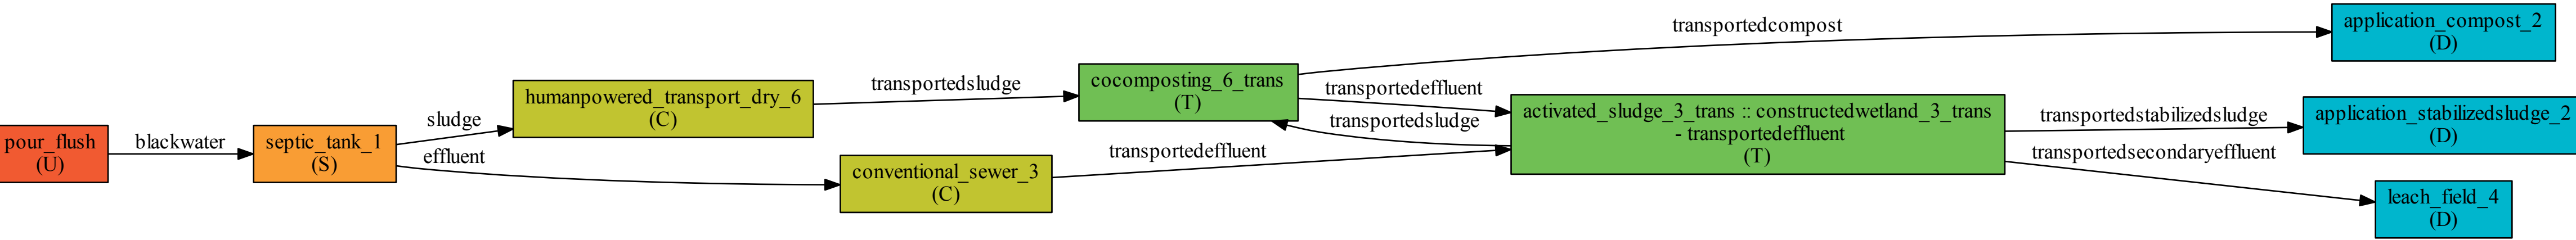 pour_flush
(U)
blackwater
septic_tank_1
(S)
sludge
effluent
humanpowered_transport_dry_6
(C)
conventional_sewer_3
(C)
transportedsludge
transportedeffluent
cocomposting_6_trans
(T)
transportedcompost
transportedeffluent
transportedsludge
activated_sludge_3_trans :: constructedwetland_3_trans
- transportedeffluent
(T)
transportedstabilizedsludge
transportedsecondaryeffluent
application_compost_2
(D)
application_stabilizedsludge_2
(D)
leach_field_4
(D)